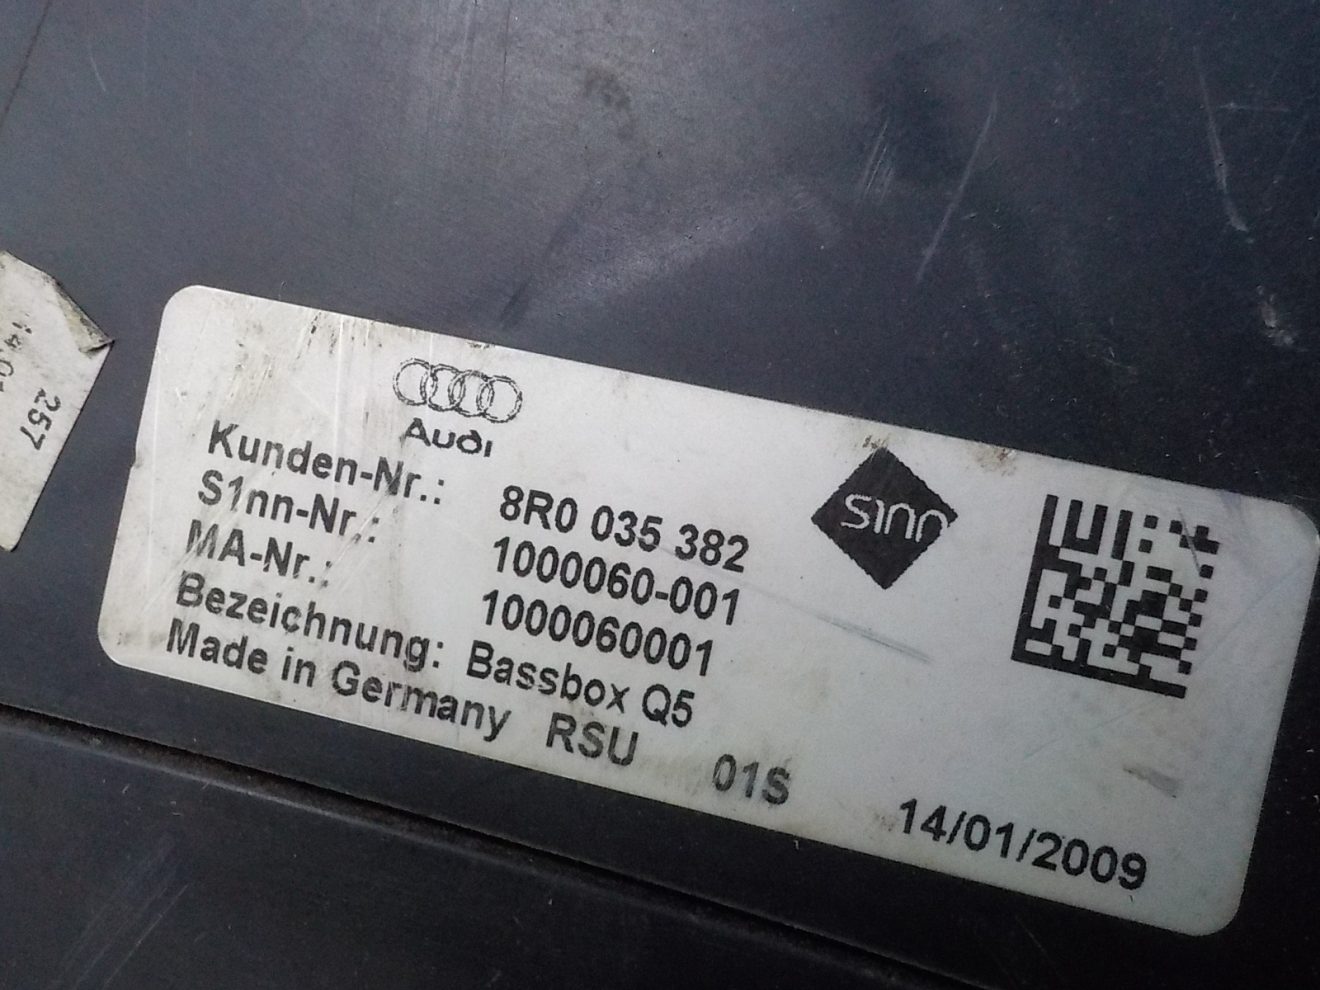 257
Audi
S1nn
Kunden-Nr.: 8R0 035 382
S1nn-Nr.: 1000060-001
MA-Nr.: 1000060001
Bezeichnung: Bassbox Q5
Made in Germany RSU 01S 14/01/2009